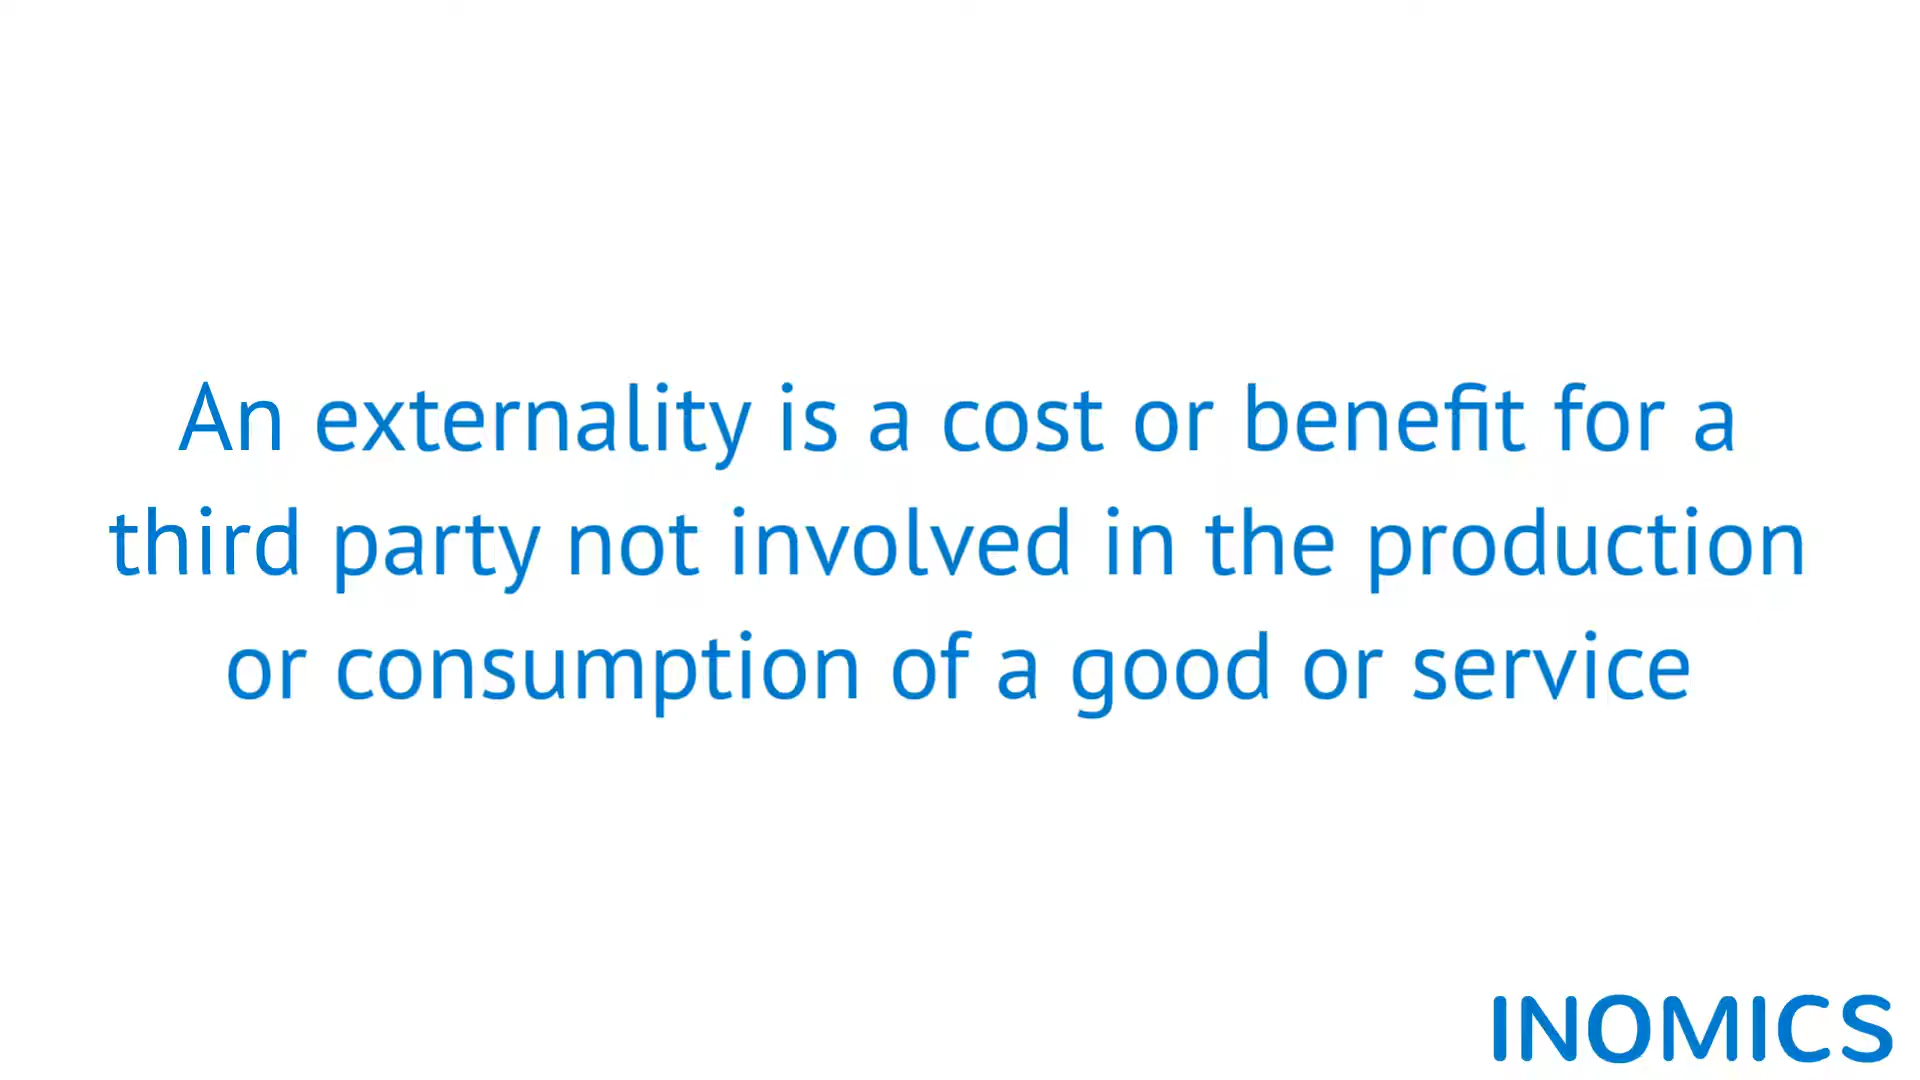 An externality is a cost or benefit for a
third party not involved in the production
or consumption of a good or service
INOMICS